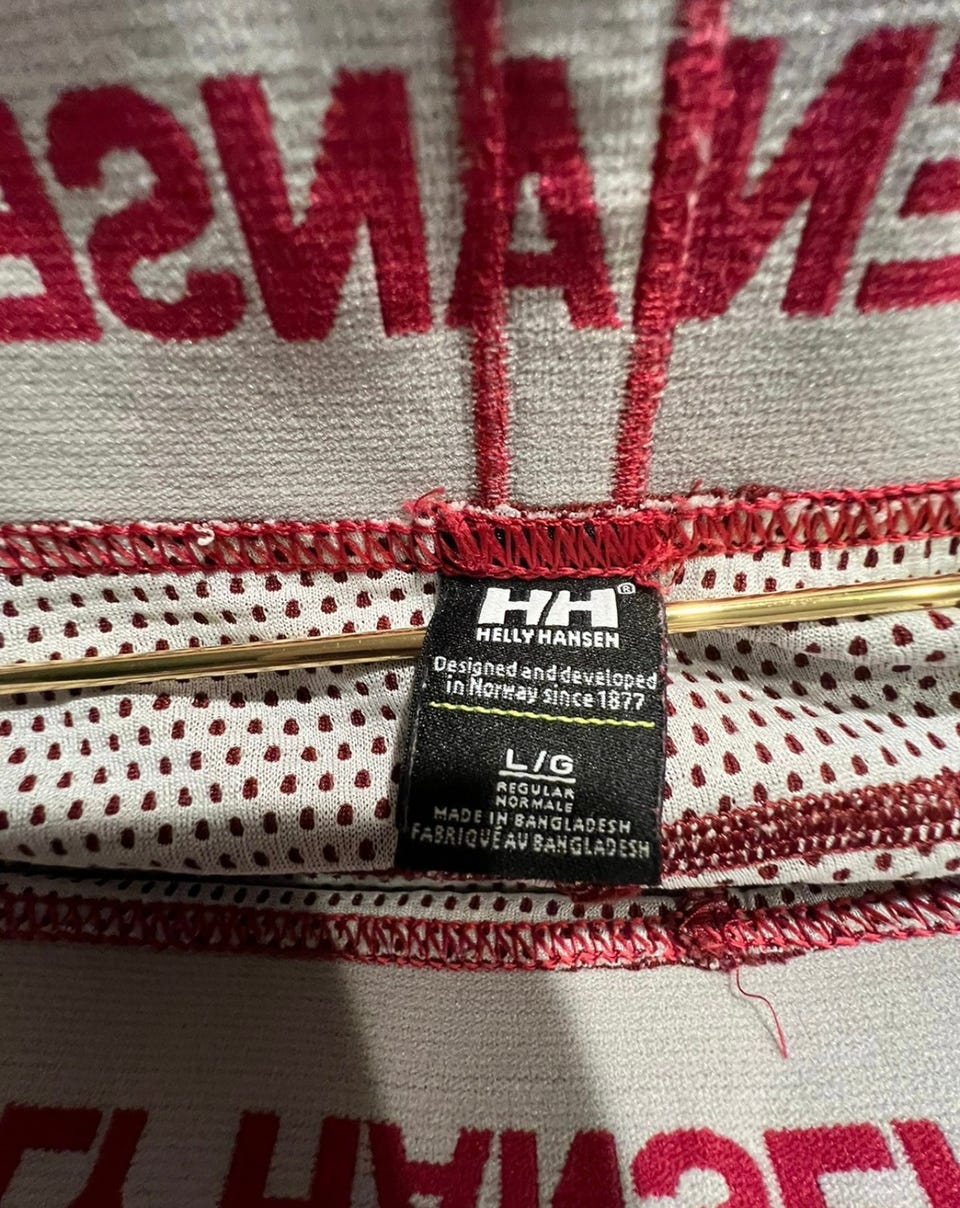 HH®
HELLY HANSEN
Designed and developed
in Norway since 1877
L/G
REGULAR
NORMALE
MADE IN BANGLADESH
FABRIQUÉ AU BANGLADESH